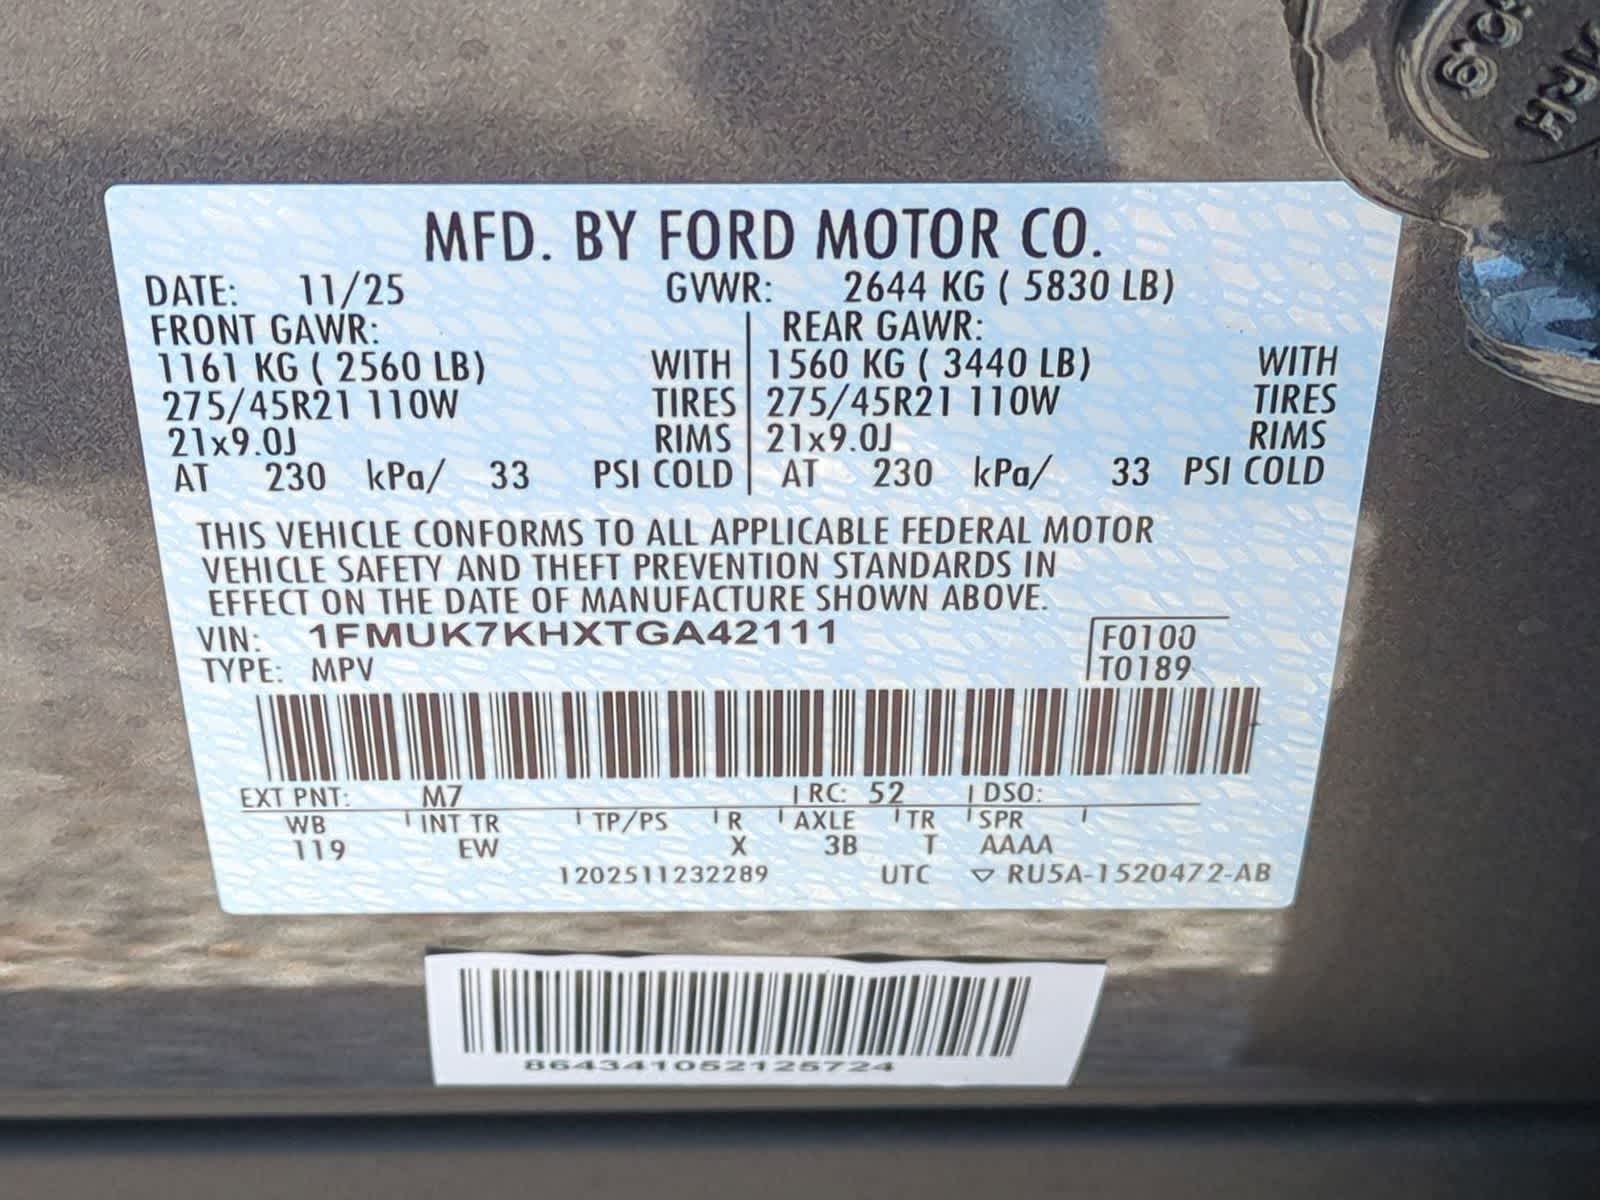 MFD. BY FORD MOTOR CO.
DATE: 11/25 GVWR: 2644 KG ( 5830 LB)
FRONT GAWR: REAR GAWR:
1161 KG ( 2560 LB) WITH 1560 KG ( 3440 LB) WITH
275/45R21 110W TIRES 275/45R21 110W TIRES
21x9.0J RIMS 21x9.0J RIMS
AT 230 kPa/ 33 PSI COLD AT 230 kPa/ 33 PSI COLD
THIS VEHICLE CONFORMS TO ALL APPLICABLE FEDERAL MOTOR
VEHICLE SAFETY AND THEFT PREVENTION STANDARDS IN
EFFECT ON THE DATE OF MANUFACTURE SHOWN ABOVE.
VIN: 1FMUK7KHXTGA42111 F0100
TYPE: MPV T0189
EXT PNT: M7 RC: 52 DSO:
WB INT TR TP/PS R AXLE TR SPR
119 EW X 3B T AAAA
1202511232289 UTC ▽ RU5A-1520472-AB
864341052125724